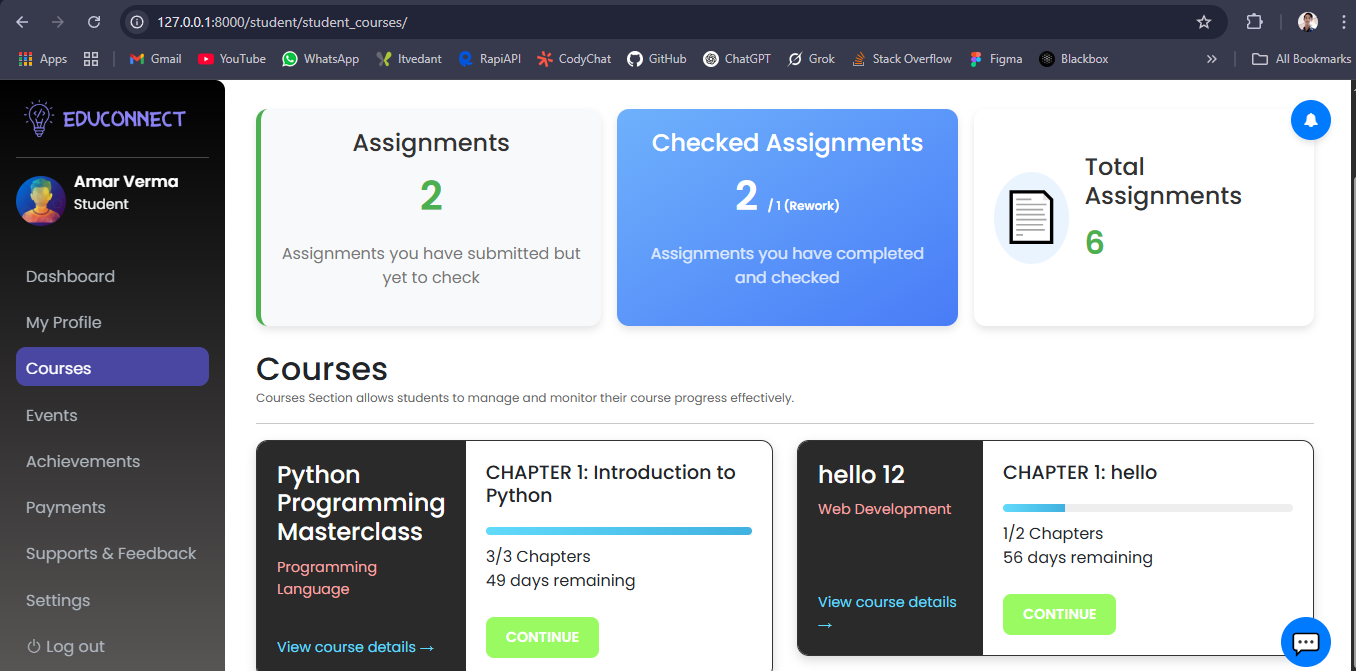 127.0.0.1:8000/student/student_courses/
Apps
Gmail
YouTube
WhatsApp
Itvedant
RapiAPI
CodyChat
GitHub
ChatGPT
Grok
Stack Overflow
Figma
Blackbox
»
All Bookmarks
EDUCONNECT
Amar Verma
Student
Dashboard
My Profile
Courses
Events
Achievements
Payments
Supports & Feedback
Settings
Log out
Assignments
2
Assignments you have submitted but
yet to check
Checked Assignments
2 / 1 (Rework)
Assignments you have completed
and checked
Total
Assignments
6
Courses
Courses Section allows students to manage and monitor their course progress effectively.
Python
Programming
Masterclass
Programming
Language
View course details →
CHAPTER 1: Introduction to
Python
3/3 Chapters
49 days remaining
CONTINUE
hello 12
Web Development
View course details
→
CHAPTER 1: hello
1/2 Chapters
56 days remaining
CONTINUE